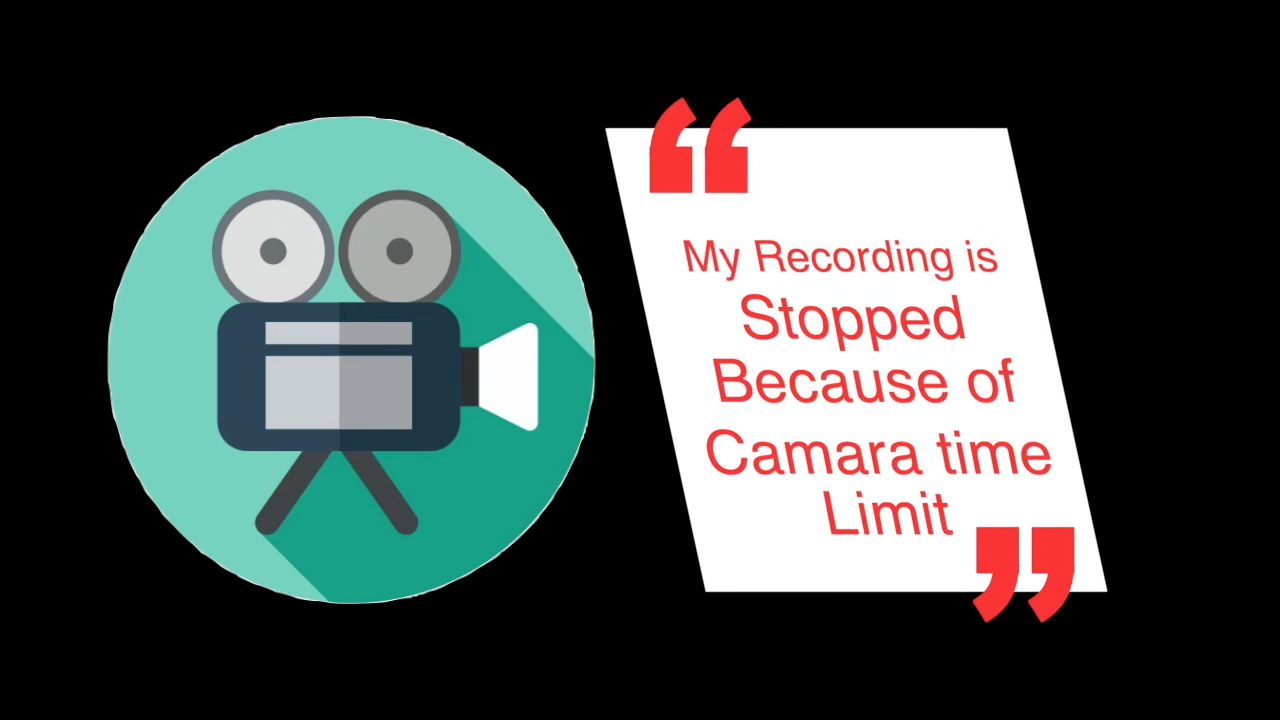 “
My Recording is
Stopped
Because of
Camara time
Limit
”